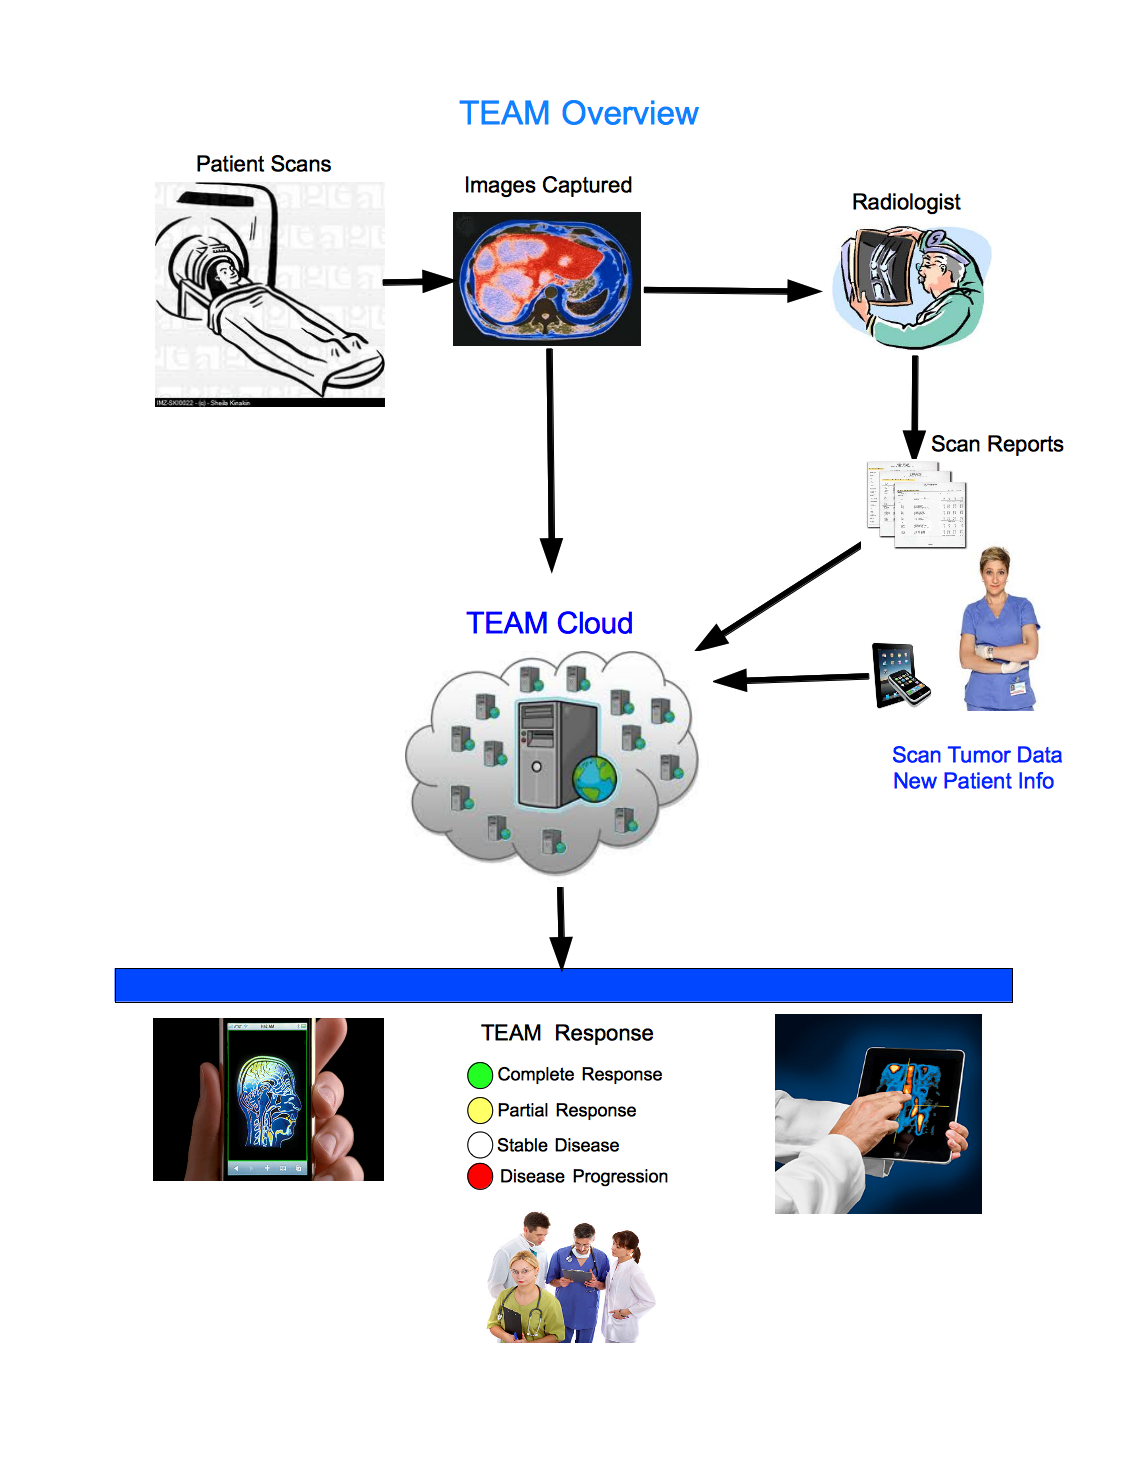 TEAM Overview
Patient Scans
Images Captured
Radiologist
IMZ-SKI0022 - (c) - Sheila Kinakin
Scan Reports
TEAM Cloud
Scan Tumor Data
New Patient Info
TEAM Response
Complete Response
Partial Response
Stable Disease
Disease Progression